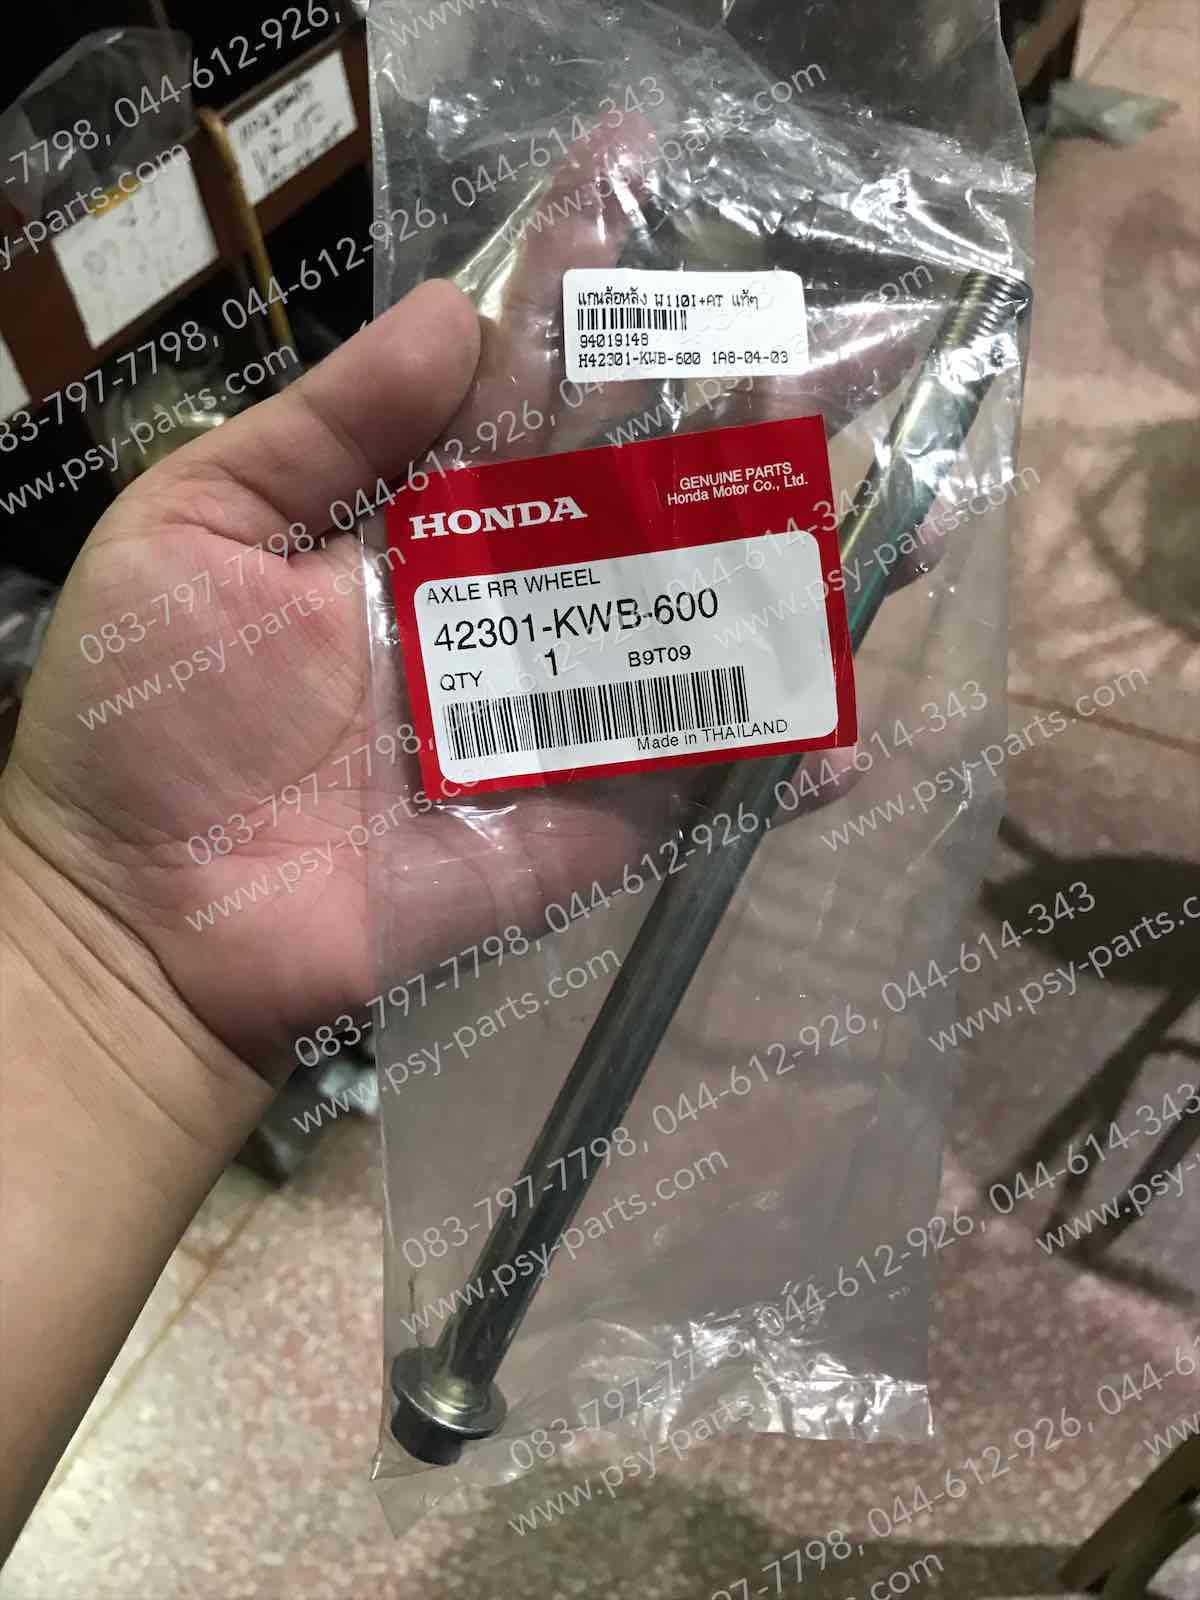 แกนล้อหลัง W110I+AT แท้ๆ
94019148
H42301-KWB-600 1A8-04-03
HONDA
GENUINE PARTS
Honda Motor Co., Ltd.
AXLE RR WHEEL
42301-KWB-600
QTY 1 B9T09
Made in THAILAND
083-797-7798, 044-612-926, 044-614-343
www.psy-parts.com